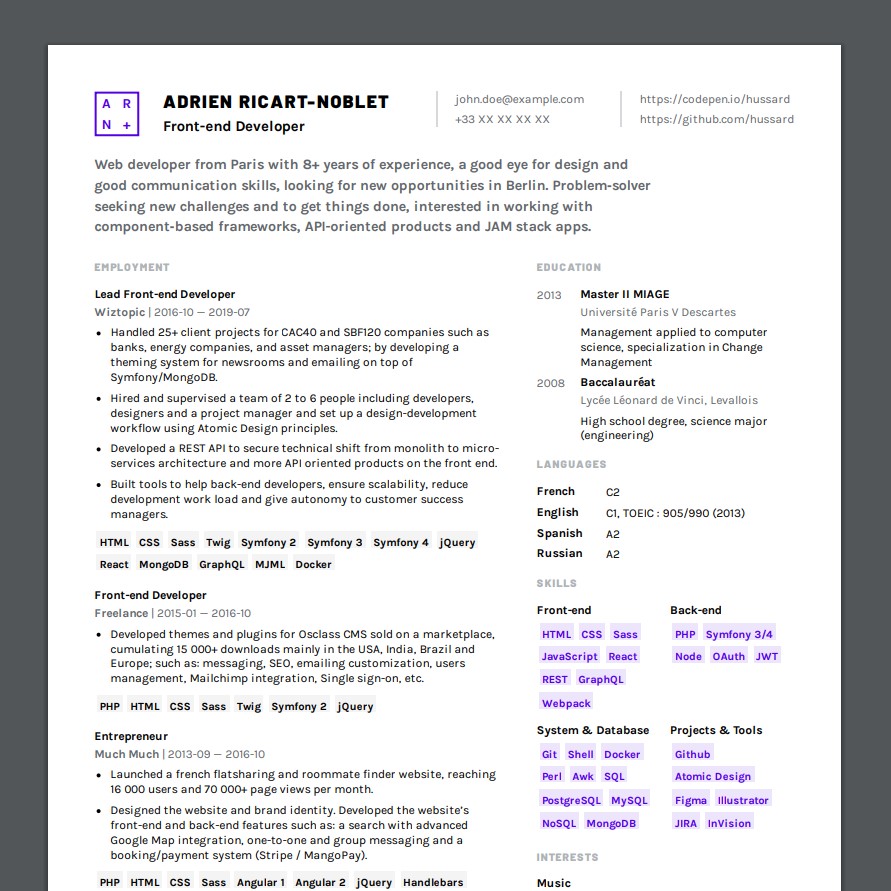 A R
N +
ADRIEN RICART-NOBLET
Front-end Developer
john.doe@example.com
+33 XX XX XX XX
https://codepen.io/hussard
https://github.com/hussard
Web developer from Paris with 8+ years of experience, a good eye for design and
good communication skills, looking for new opportunities in Berlin. Problem-solver
seeking new challenges and to get things done, interested in working with
component-based frameworks, API-oriented products and JAM stack apps.
EMPLOYMENT
Lead Front-end Developer
Wiztopic | 2016-10 — 2019-07
• Handled 25+ client projects for CAC40 and SBF120 companies such as
banks, energy companies, and asset managers; by developing a
theming system for newsrooms and emailing on top of
Symfony/MongoDB.
• Hired and supervised a team of 2 to 6 people including developers,
designers and a project manager and set up a design-development
workflow using Atomic Design principles.
• Developed a REST API to secure technical shift from monolith to micro-
services architecture and more API oriented products on the front end.
• Built tools to help back-end developers, ensure scalability, reduce
development work load and give autonomy to customer success
managers.
HTML CSS Sass Twig Symfony 2 Symfony 3 Symfony 4 jQuery
React MongoDB GraphQL MJML Docker
Front-end Developer
Freelance | 2015-01 — 2016-10
• Developed themes and plugins for Osclass CMS sold on a marketplace,
cumulating 15 000+ downloads mainly in the USA, India, Brazil and
Europe; such as: messaging, SEO, emailing customization, users
management, Mailchimp integration, Single sign-on, etc.
PHP HTML CSS Sass Twig Symfony 2 jQuery
Entrepreneur
Much Much | 2013-09 — 2016-10
• Launched a french flatsharing and roommate finder website, reaching
16 000 users and 70 000+ page views per month.
• Designed the website and brand identity. Developed the website's
front-end and back-end features such as: a search with advanced
Google Map integration, one-to-one and group messaging and a
booking/payment system (Stripe / MangoPay).
PHP HTML CSS Sass Angular 1 Angular 2 jQuery Handlebars
EDUCATION
2013 Master II MIAGE
Université Paris V Descartes
Management applied to computer
science, specialization in Change
Management
2008 Baccalauréat
Lycée Léonard de Vinci, Levallois
High school degree, science major
(engineering)
LANGUAGES
French C2
English C1, TOEIC : 905/990 (2013)
Spanish A2
Russian A2
SKILLS
Front-end
HTML CSS Sass
JavaScript React
REST GraphQL
Webpack
Back-end
PHP Symfony 3/4
Node OAuth JWT
System & Database
Git Shell Docker
Perl Awk SQL
PostgreSQL MySQL
NoSQL MongoDB
Projects & Tools
Github
Atomic Design
Figma Illustrator
JIRA InVision
INTERESTS
Music